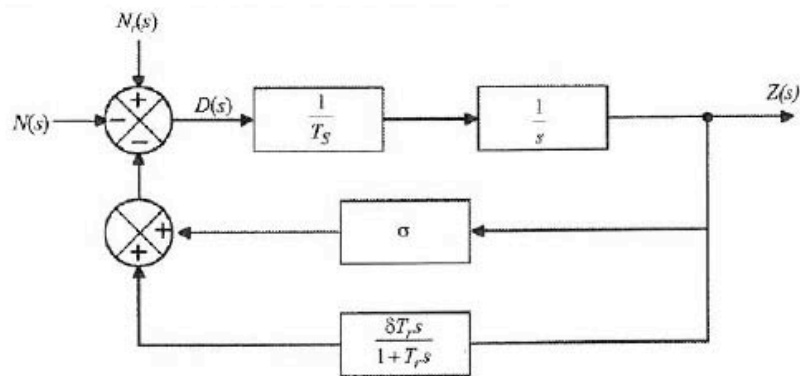 N_r(s)
N(s)
+
−
−
D(s)
1
T_S
1
s
Z(s)
+
+
σ
δT_r s
1+T_r s